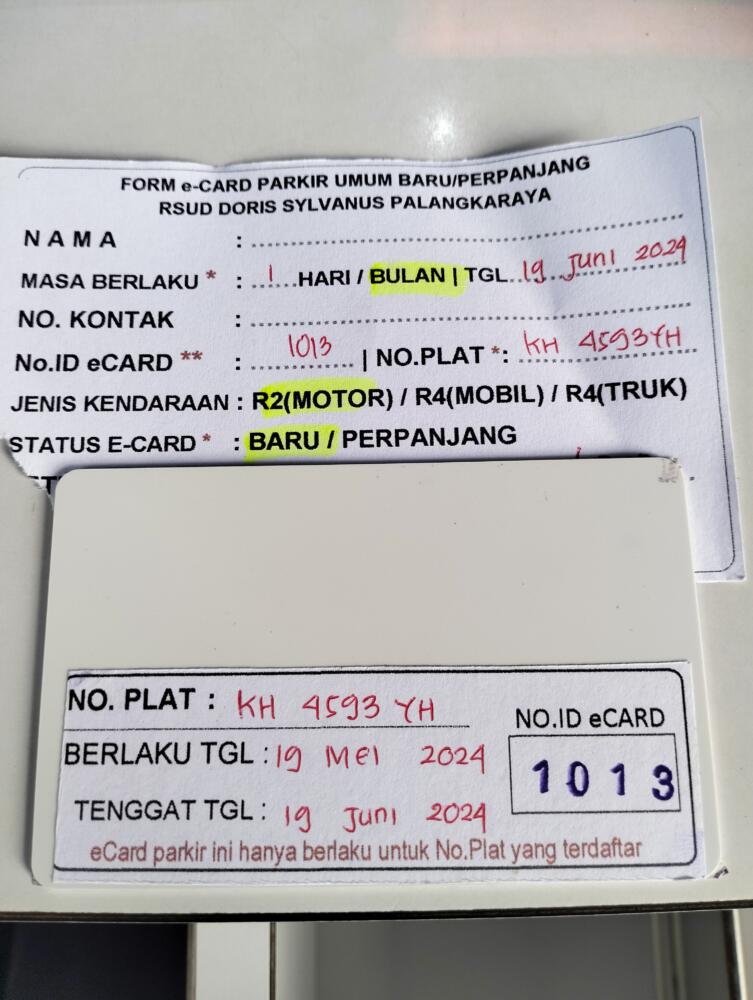 FORM e-CARD PARKIR UMUM BARU/PERPANJANG
RSUD DORIS SYLVANUS PALANGKARAYA
N A M A :
MASA BERLAKU * : 1 HARI / BULAN | TGL. 19 Juni 2024
NO. KONTAK :
No.ID eCARD ** : 1013 | NO.PLAT *: KH 4593YH
JENIS KENDARAAN : R2(MOTOR) / R4(MOBIL) / R4(TRUK)
STATUS E-CARD * : BARU / PERPANJANG
NO. PLAT : KH 4593 YH
BERLAKU TGL : 19 MEI 2024
TENGGAT TGL : 19 Juni 2024
NO.ID eCARD
1013
eCard parkir ini hanya berlaku untuk No.Plat yang terdaftar